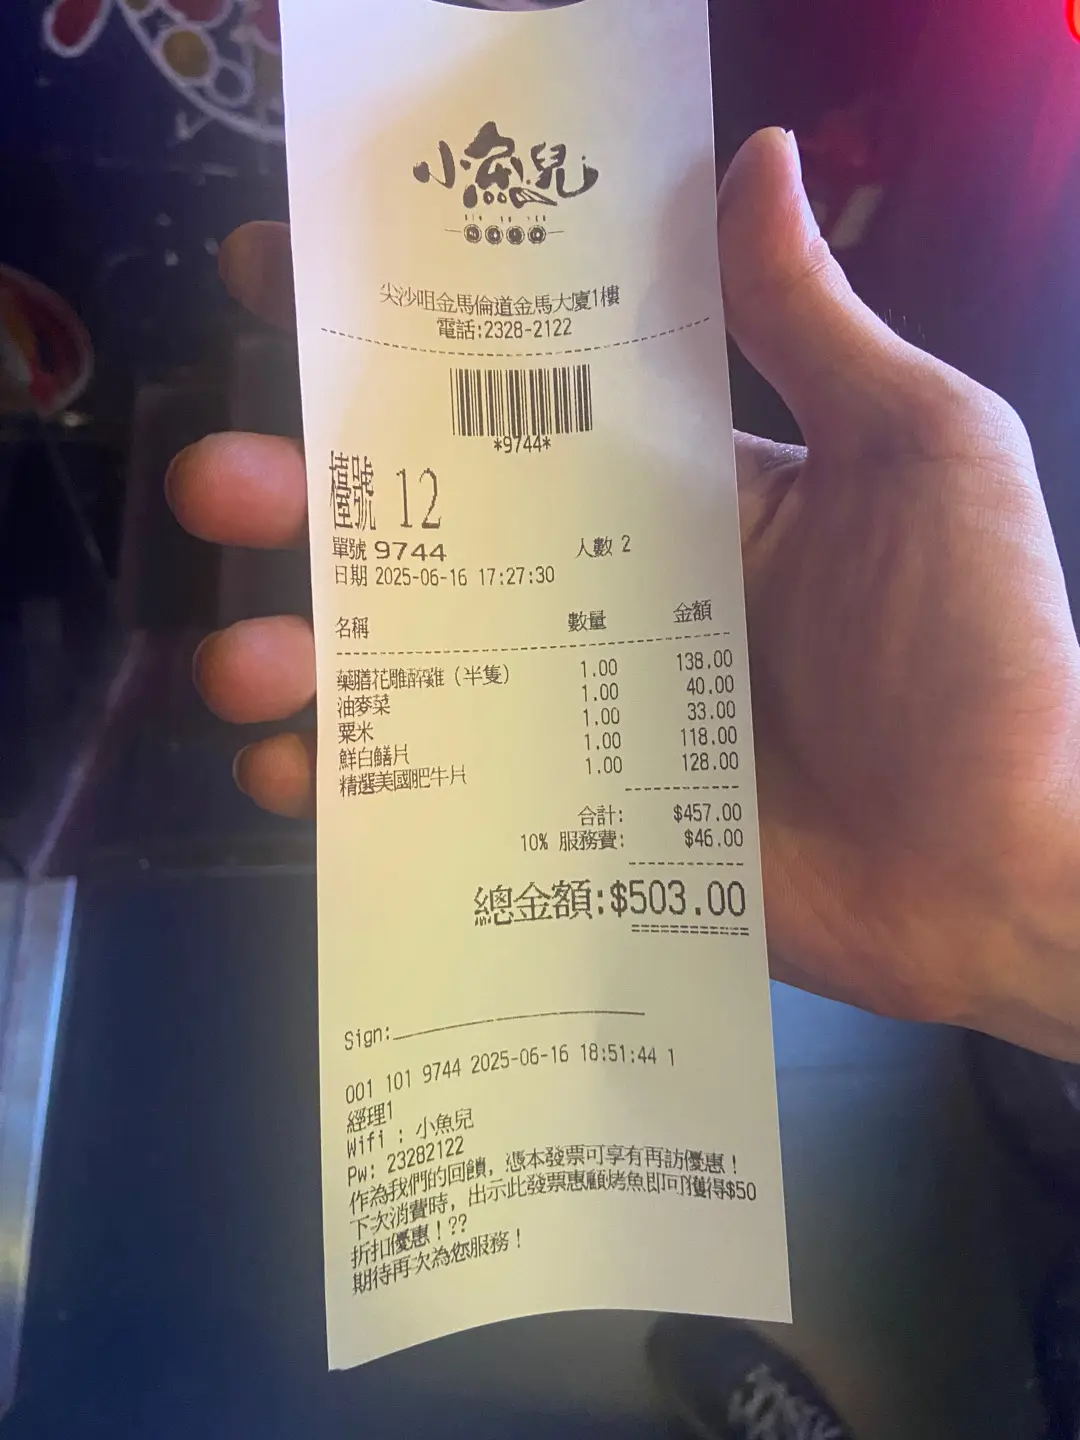 小魚兒
尖沙咀金馬倫道金馬大廈1樓
電話:2328-2122
*9744*
檯號 12
單號 9744 人數 2
日期 2025-06-16 17:27:30
名稱 數量 金額
藥膳花雕醉雞（半隻） 1.00 138.00
油麥菜 1.00 40.00
粟米 1.00 33.00
鮮白鱔片 1.00 118.00
精選美國肥牛片 1.00 128.00
合計: $457.00
10% 服務費: $46.00
總金額:$503.00
Sign:
001 101 9744 2025-06-16 18:51:44 1
經理1
Wifi : 小魚兒
Pw: 23282122
作為我們的回饋，憑本發票可享有再訪優惠！
下次消費時，出示此發票惠顧烤魚即可獲得$50
折扣優惠！??
期待再次為您服務！